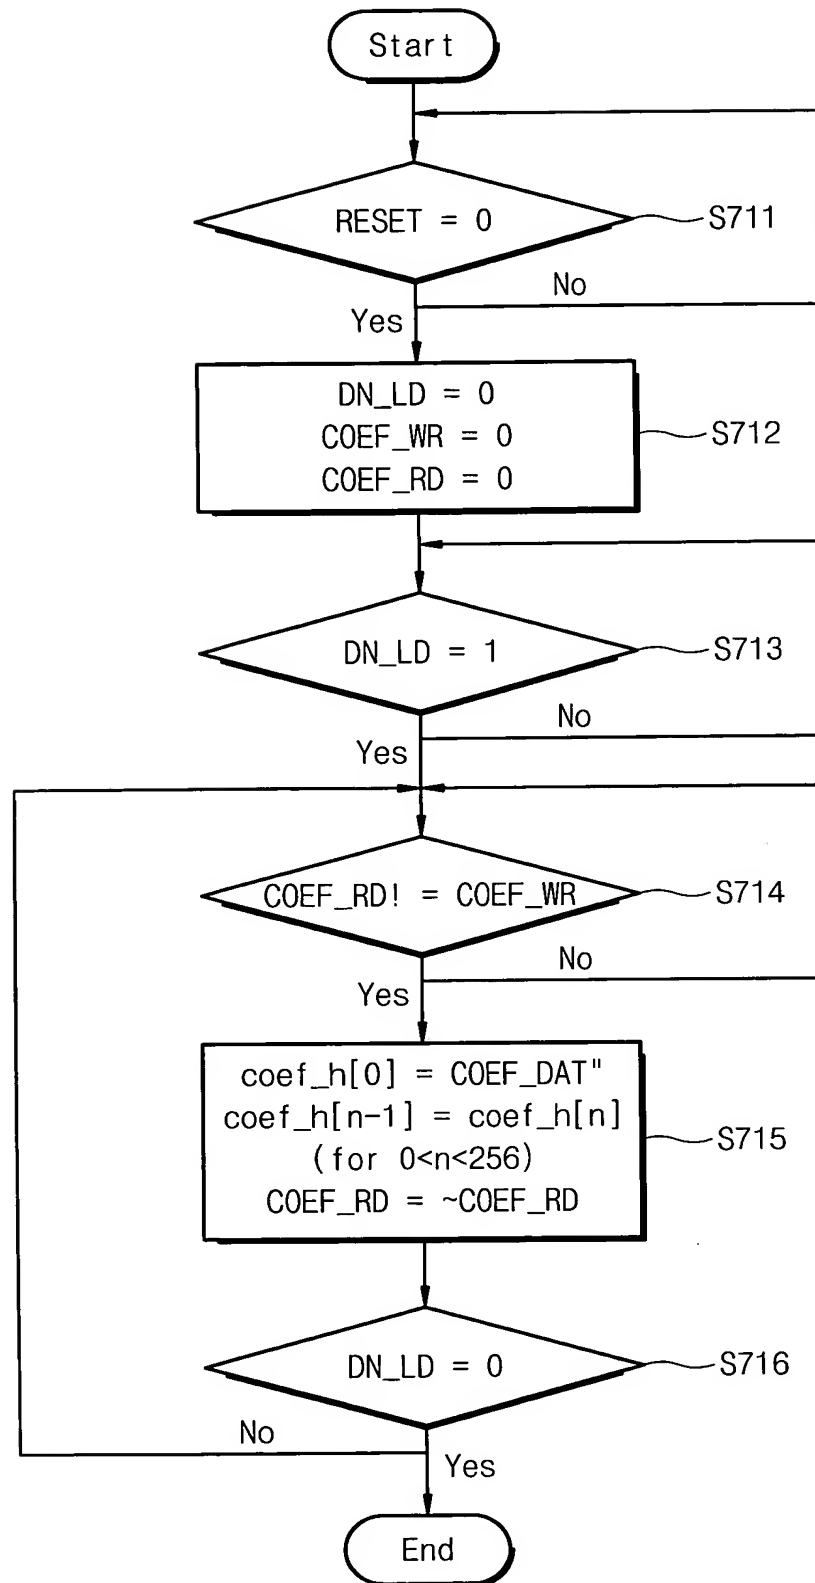 Start
RESET = 0
S711
No
Yes
DN_LD = 0
COEF_WR = 0
COEF_RD = 0
S712
DN_LD = 1
S713
No
Yes
COEF_RD! = COEF_WR
S714
No
Yes
coef_h[0] = COEF_DAT"
coef_h[n-1] = coef_h[n]
(for 0<n<256)
COEF_RD = ~COEF_RD
S715
DN_LD = 0
S716
No
Yes
End